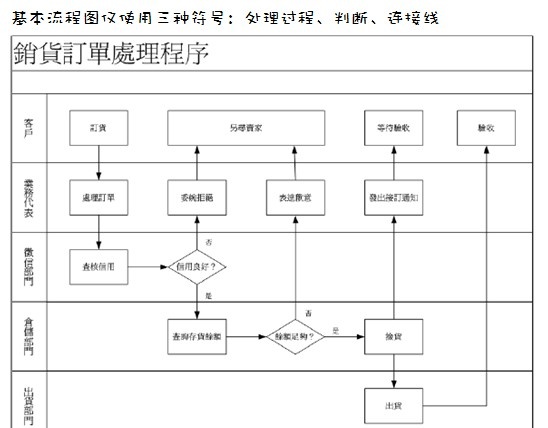 基本流程图仅使用三种符号：处理过程、判断、连接线
銷貨訂單處理程序
客戶
訂貨
另尋賣家
等待驗收
驗收
業務代表
處理訂單
委婉拒絕
表達歉意
發出接訂通知
徵信部門
查核信用
信用良好？
否
是
倉儲部門
查詢存貨餘額
餘額足夠？
否
是
撿貨
出貨部門
出貨